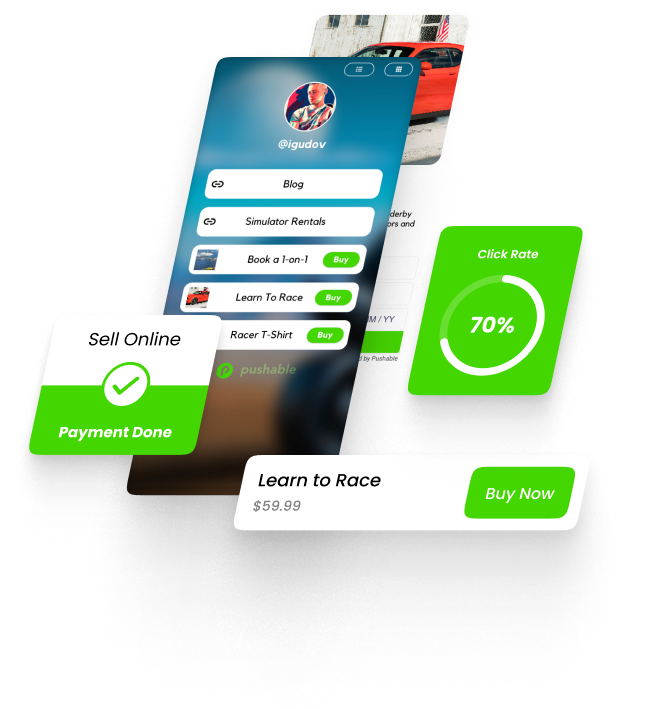 @igudov
Blog
Simulator Rentals
Book a 1-on-1 Buy
Learn To Race Buy
Racer T-Shirt Buy
pushable
derby
ors and
M / YY
d by Pushable
Click Rate
70%
Sell Online
Payment Done
Learn to Race
$59.99
Buy Now